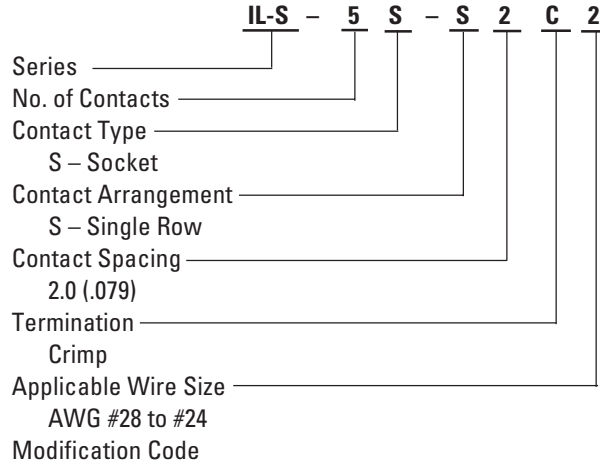 IL-S – 5 S – S 2 C 2
Series
No. of Contacts
Contact Type
S – Socket
Contact Arrangement
S – Single Row
Contact Spacing
2.0 (.079)
Termination
Crimp
Applicable Wire Size
AWG #28 to #24
Modification Code